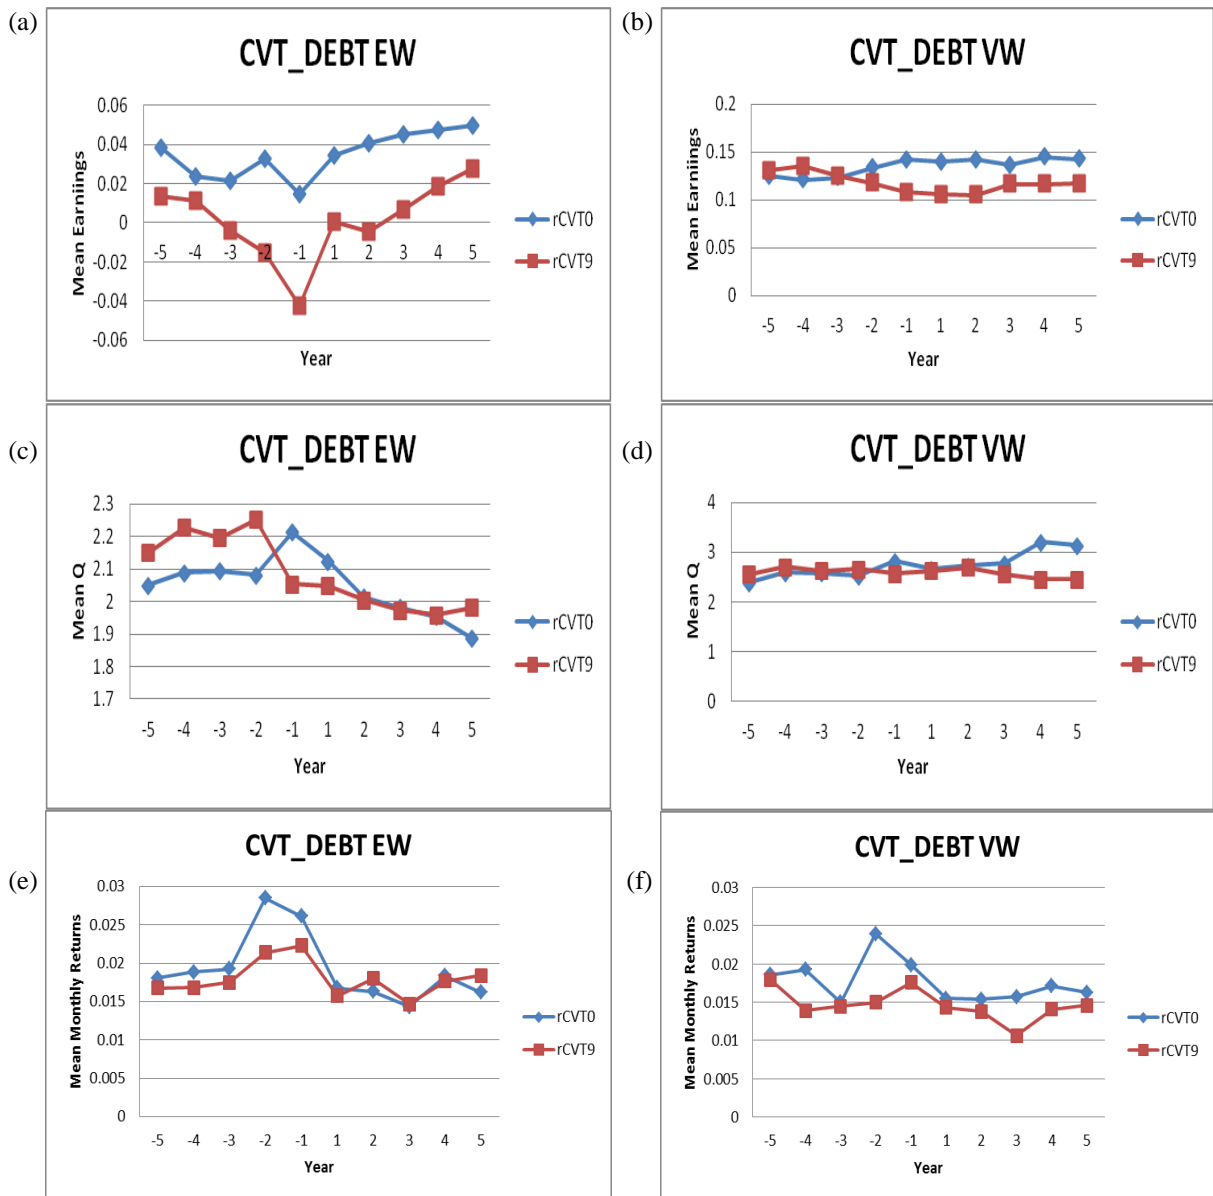 (a)
CVT_DEBT EW
Mean Earniings
0.06
0.04
0.02
0
-0.02
-0.04
-0.06
-5 -4 -3 -2 -1 1 2 3 4 5
Year
rCVT0
rCVT9
(b)
CVT_DEBT VW
Mean Earniings
0.2
0.15
0.1
0.05
0
-5 -4 -3 -2 -1 1 2 3 4 5
Year
rCVT0
rCVT9
(c)
CVT_DEBT EW
Mean Q
2.3
2.2
2.1
2
1.9
1.8
1.7
-5 -4 -3 -2 -1 1 2 3 4 5
Year
rCVT0
rCVT9
(d)
CVT_DEBT VW
Mean Q
4
3
2
1
0
-5 -4 -3 -2 -1 1 2 3 4 5
Year
rCVT0
rCVT9
(e)
CVT_DEBT EW
Mean Monthly Returns
0.03
0.025
0.02
0.015
0.01
0.005
0
-5 -4 -3 -2 -1 1 2 3 4 5
Year
rCVT0
rCVT9
(f)
CVT_DEBT VW
Mean Monthly Returns
0.03
0.025
0.02
0.015
0.01
0.005
0
-5 -4 -3 -2 -1 1 2 3 4 5
Year
rCVT0
rCVT9